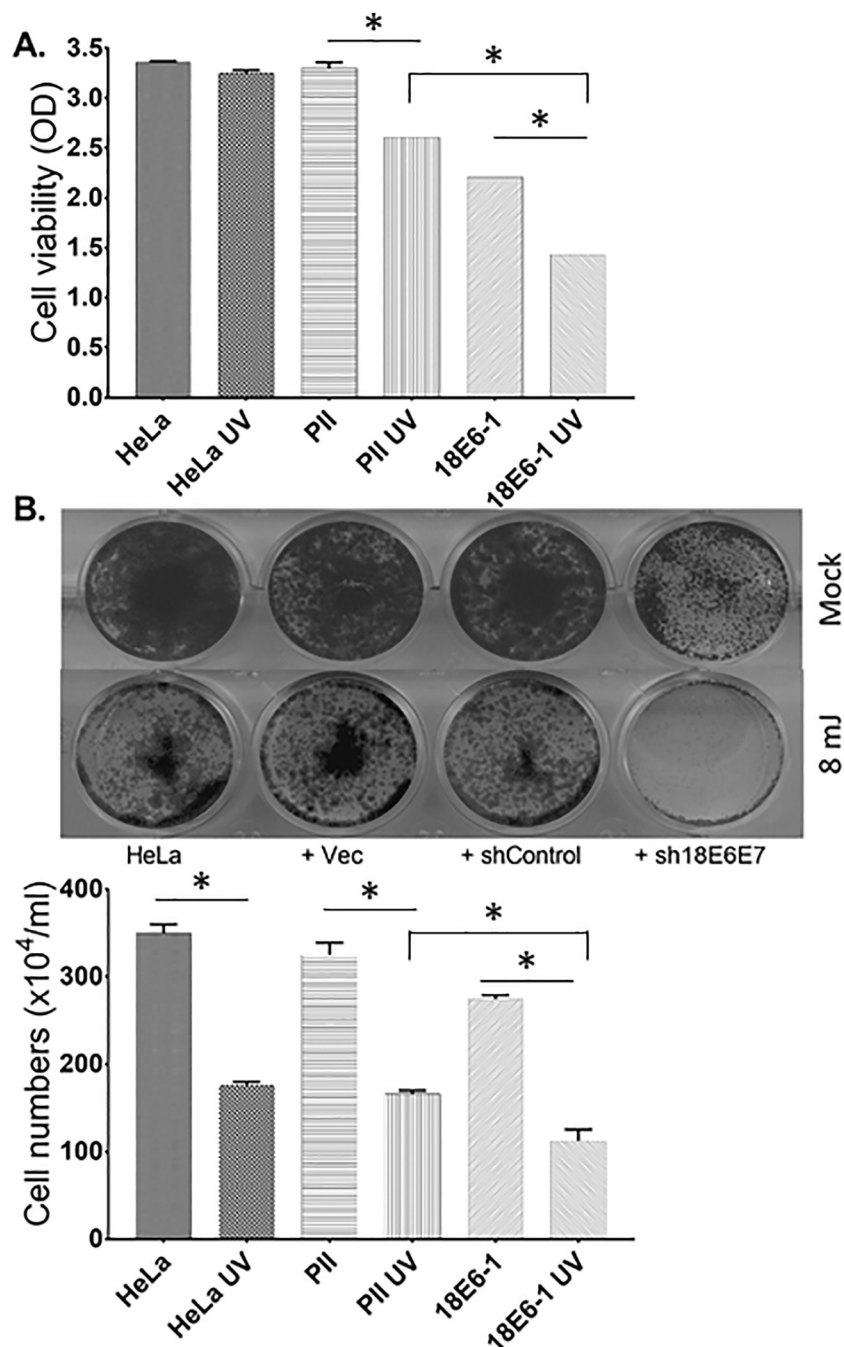 A.
Cell viability (OD)
3.5
3.0
2.5
2.0
1.5
1.0
0.5
0.0
*
*
*
HeLa
HeLa UV
PII
PII UV
18E6-1
18E6-1 UV
B.
Mock
8 mJ
HeLa
+ Vec
+ shControl
+ sh18E6E7
Cell numbers (x10⁴/ml)
400
300
200
100
0
*
*
*
*
HeLa
HeLa UV
PII
PII UV
18E6-1
18E6-1 UV